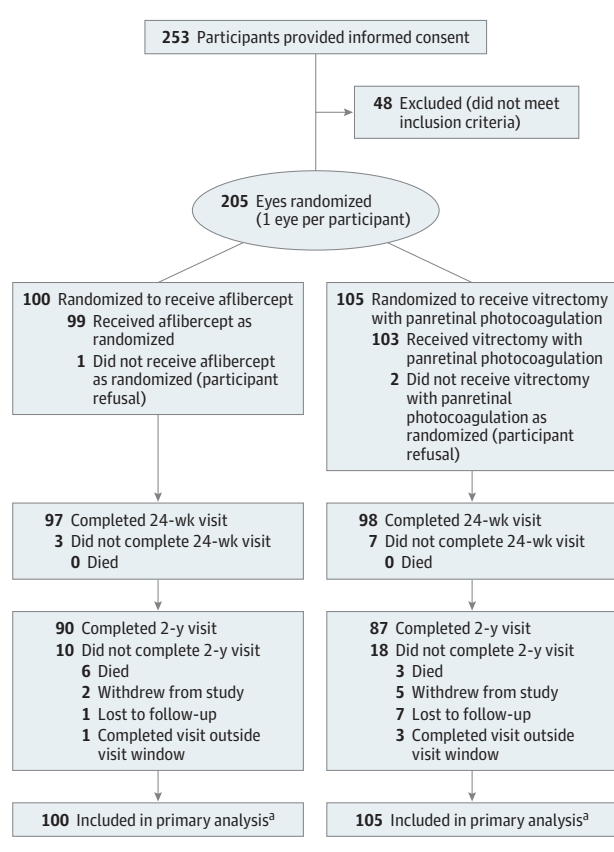 253 Participants provided informed consent
48 Excluded (did not meet
inclusion criteria)
205 Eyes randomized
(1 eye per participant)
100 Randomized to receive aflibercept
99 Received aflibercept as
randomized
1 Did not receive aflibercept
as randomized (participant
refusal)
105 Randomized to receive vitrectomy
with panretinal photocoagulation
103 Received vitrectomy with
panretinal photocoagulation
2 Did not receive vitrectomy
with panretinal
photocoagulation as
randomized (participant
refusal)
97 Completed 24-wk visit
3 Did not complete 24-wk visit
0 Died
98 Completed 24-wk visit
7 Did not complete 24-wk visit
0 Died
90 Completed 2-y visit
10 Did not complete 2-y visit
6 Died
2 Withdrew from study
1 Lost to follow-up
1 Completed visit outside
visit window
87 Completed 2-y visit
18 Did not complete 2-y visit
3 Died
5 Withdrew from study
7 Lost to follow-up
3 Completed visit outside
visit window
100 Included in primary analysisᵃ
105 Included in primary analysisᵃ